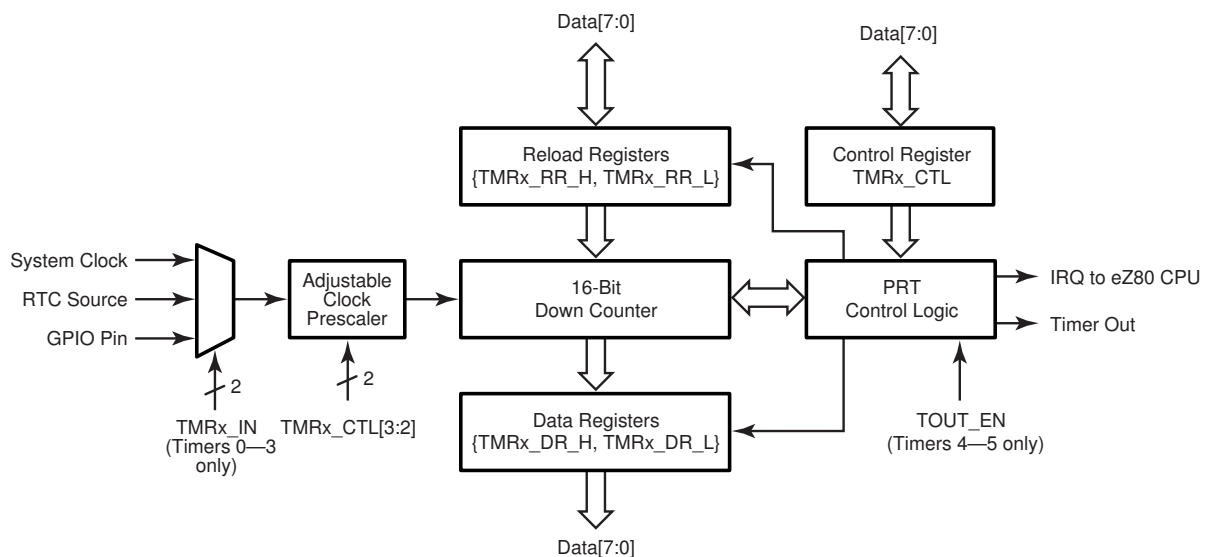 Data[7:0]
Data[7:0]
Reload Registers
{TMRx_RR_H, TMRx_RR_L}
Control Register
TMRx_CTL
System Clock
RTC Source
GPIO Pin
Adjustable
Clock
Prescaler
16-Bit
Down Counter
PRT
Control Logic
IRQ to eZ80 CPU
Timer Out
2
2
TMRx_IN
(Timers 0—3
only)
TMRx_CTL[3:2]
Data Registers
{TMRx_DR_H, TMRx_DR_L}
TOUT_EN
(Timers 4—5 only)
Data[7:0]